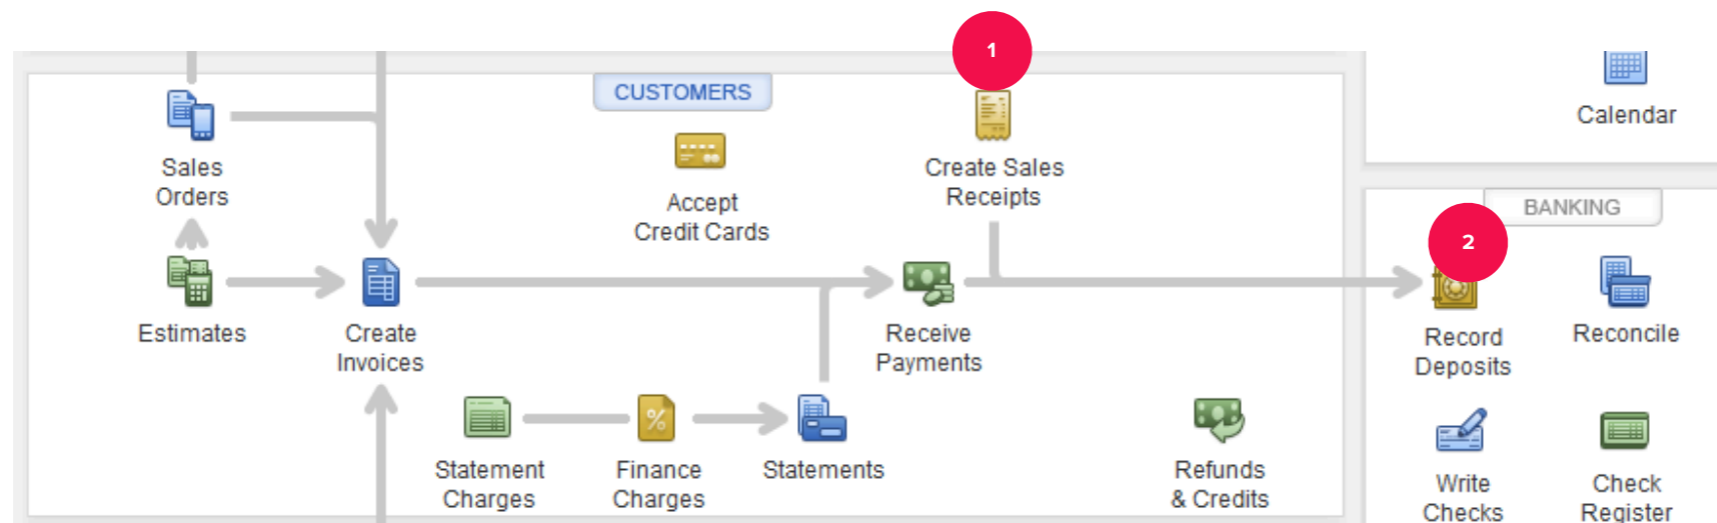 1
CUSTOMERS
Calendar
Sales
Orders
Accept
Credit Cards
Create Sales
Receipts
BANKING
2
Estimates
Create
Invoices
Receive
Payments
Record
Deposits
Reconcile
%
Statement
Charges
Finance
Charges
Statements
Refunds
& Credits
Write
Checks
Check
Register